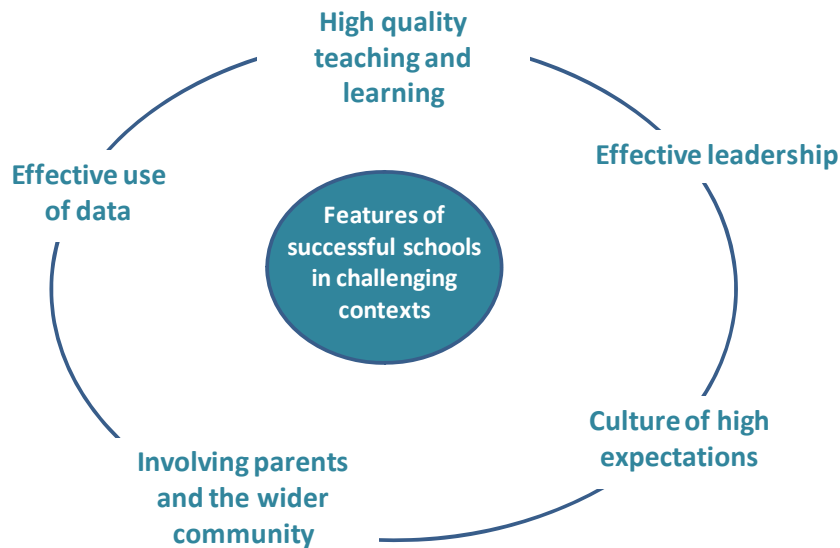 High quality
teaching and
learning
Effective leadership
Effective use
of data
Features of
successful schools
in challenging
contexts
Culture of high
expectations
Involving parents
and the wider
community